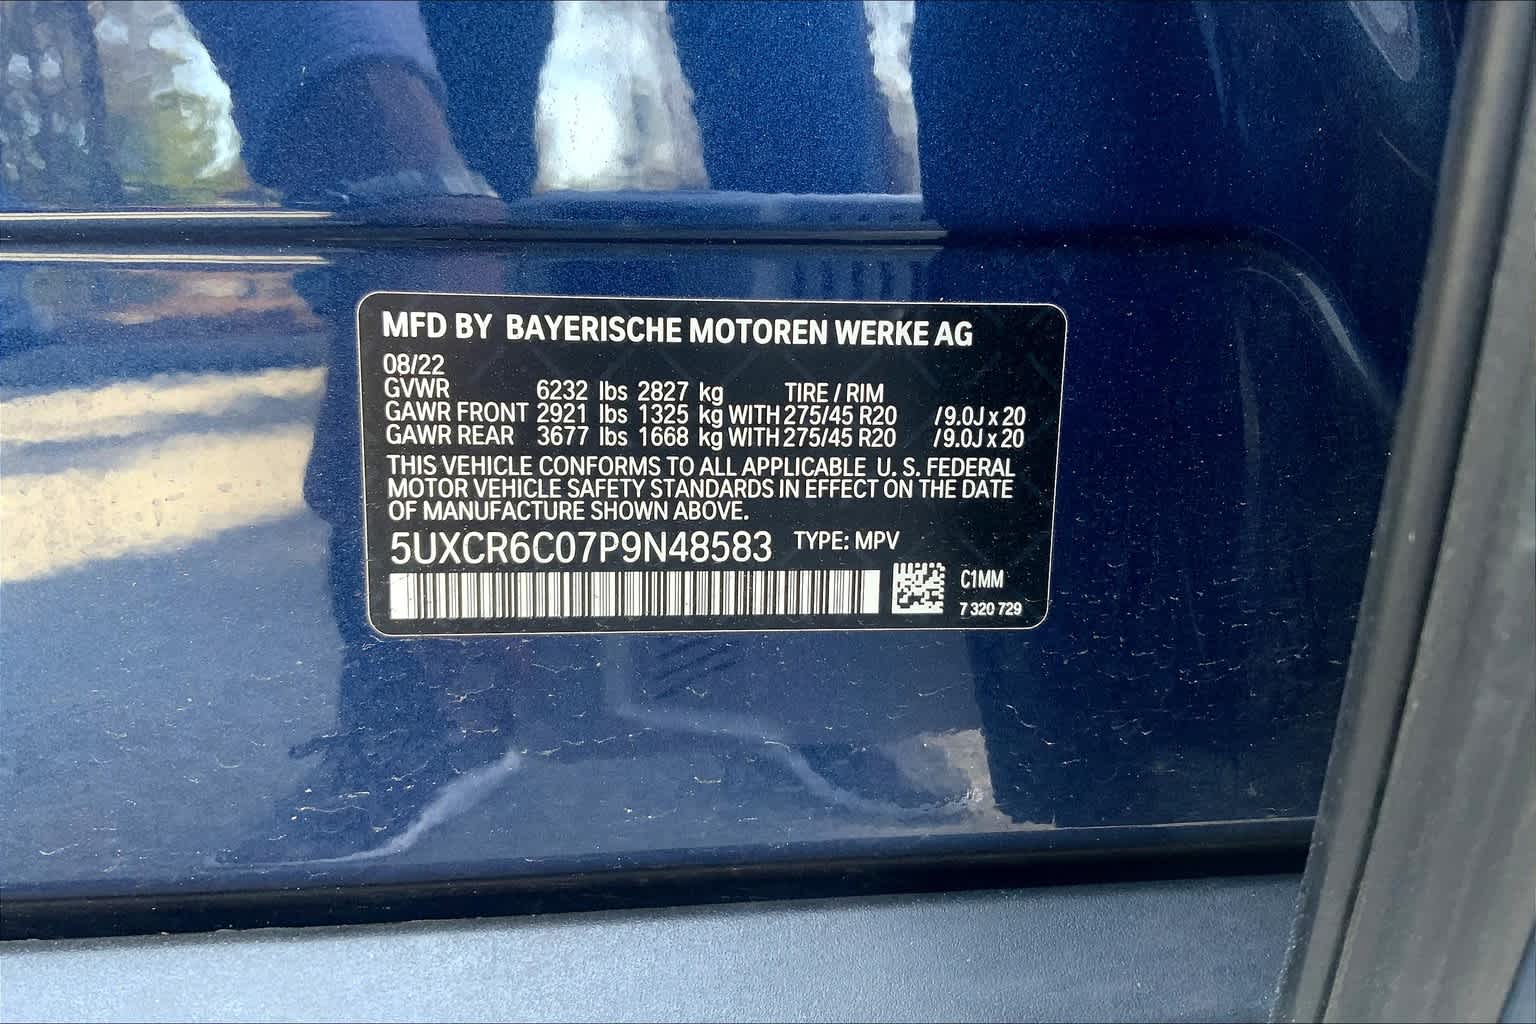 MFD BY BAYERISCHE MOTOREN WERKE AG
08/22
GVWR 6232 lbs 2827 kg TIRE / RIM
GAWR FRONT 2921 lbs 1325 kg WITH 275/45 R20 /9.0J x 20
GAWR REAR 3677 lbs 1668 kg WITH 275/45 R20 /9.0J x 20
THIS VEHICLE CONFORMS TO ALL APPLICABLE U. S. FEDERAL
MOTOR VEHICLE SAFETY STANDARDS IN EFFECT ON THE DATE
OF MANUFACTURE SHOWN ABOVE.
5UXCR6C07P9N48583 TYPE: MPV
C1MM
7 320 729